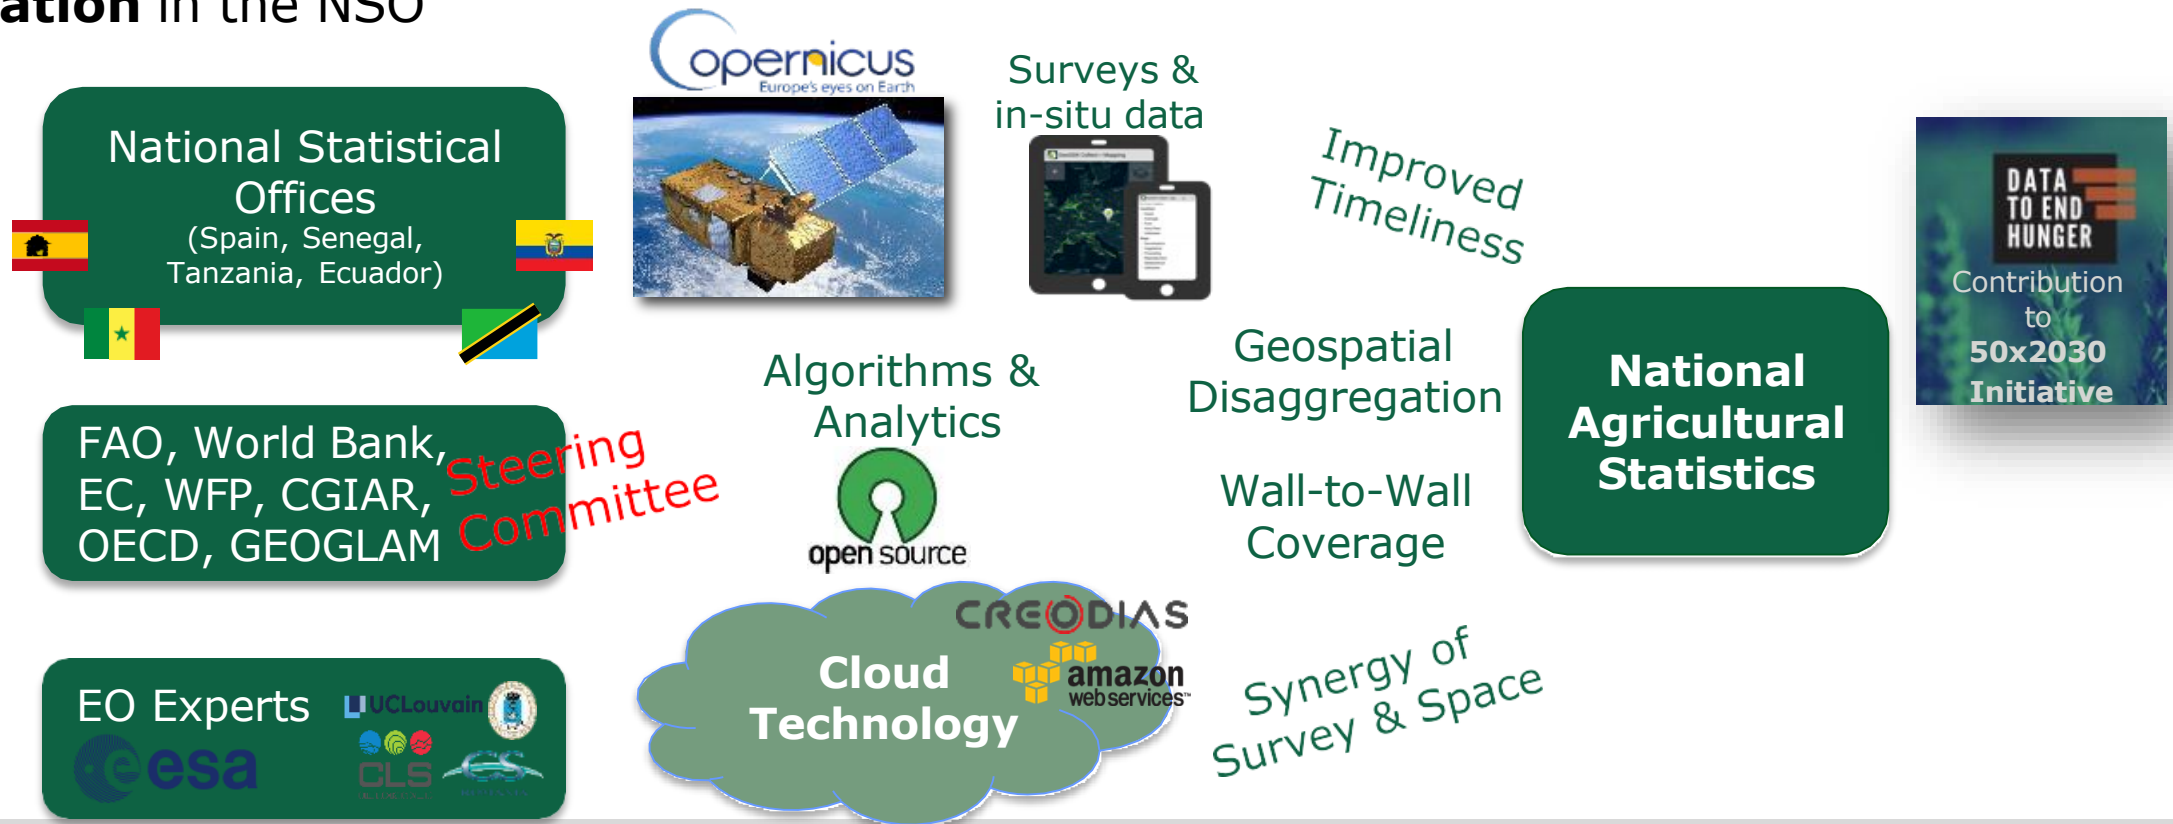 ation in the NSO
National Statistical
Offices
(Spain, Senegal,
Tanzania, Ecuador)
FAO, World Bank,
EC, WFP, CGIAR,
OECD, GEOGLAM
Steering
Committee
EO Experts
UCLouvain
esa
CLS
opernicus
Europe's eyes on Earth
Surveys &
in-situ data
Algorithms &
Analytics
open source
CREODIAS
Cloud
Technology
amazon
webservices™
Improved
Timeliness
Geospatial
Disaggregation
Wall-to-Wall
Coverage
Synergy of
Survey & Space
National
Agricultural
Statistics
DATA
TO END
HUNGER
Contribution
to
50x2030
Initiative